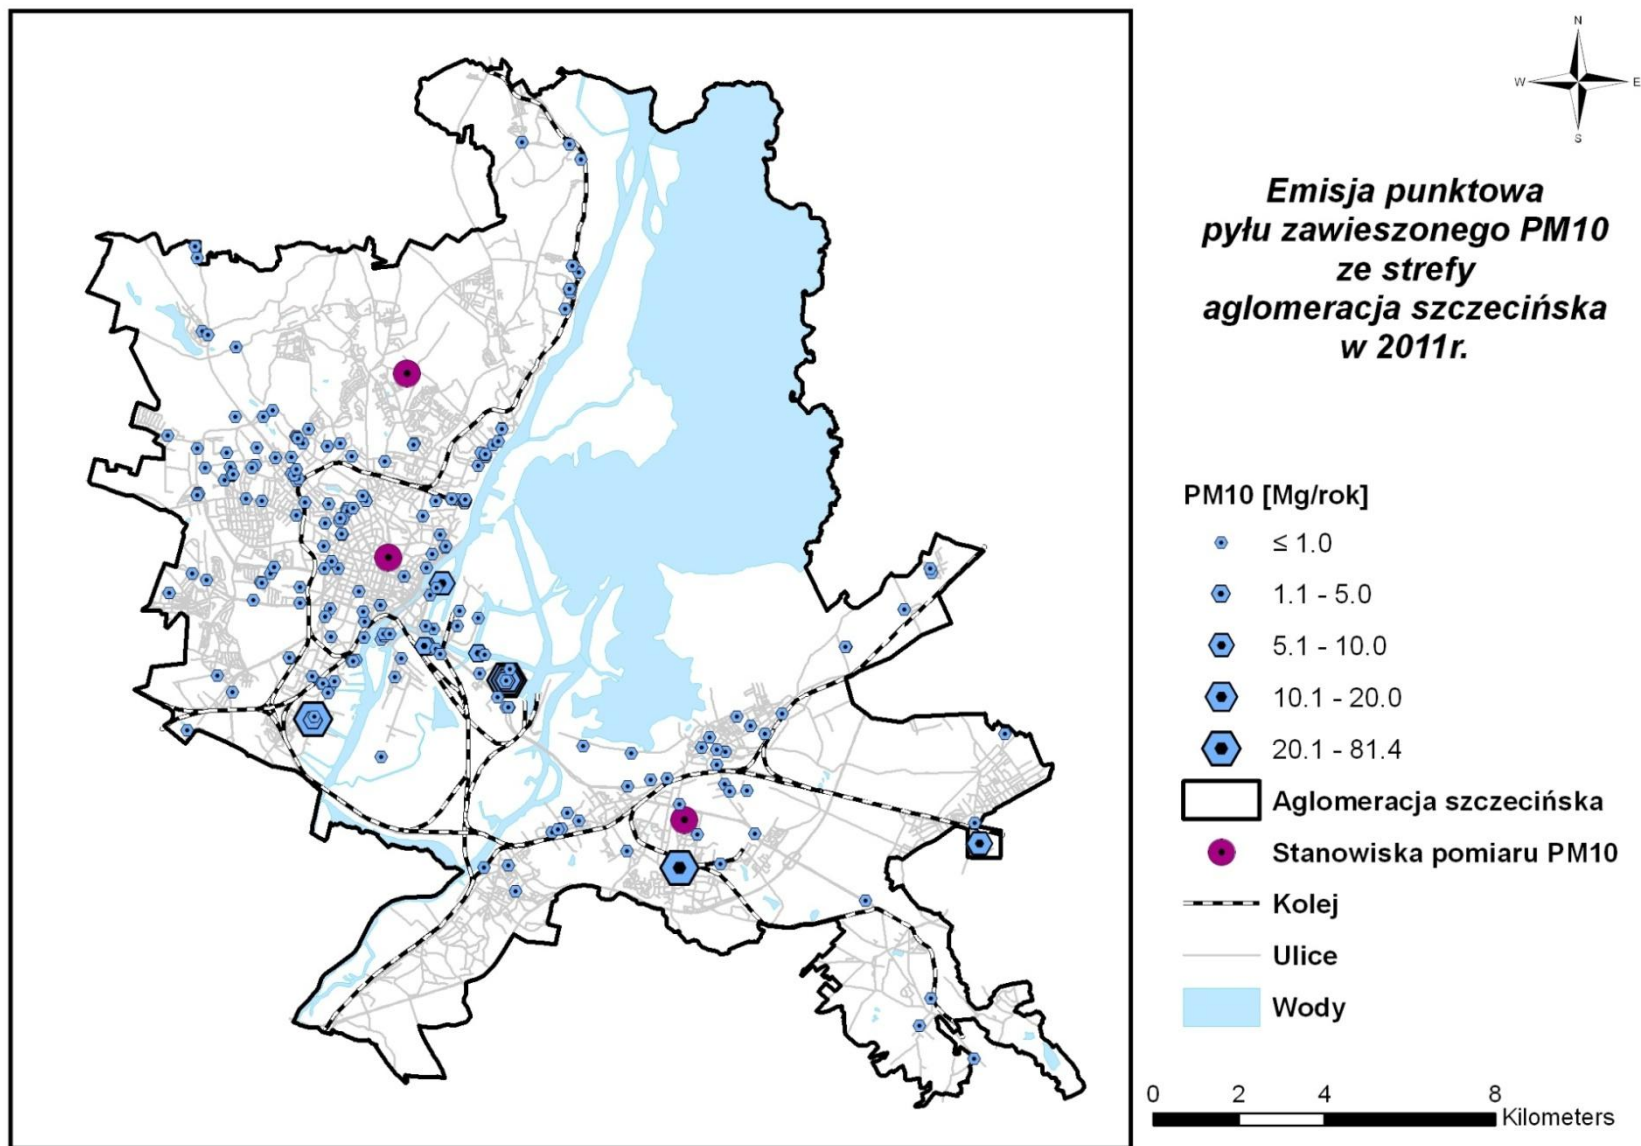 N
W
E
S
Emisja punktowa
pyłu zawieszonego PM10
ze strefy
aglomeracja szczecińska
w 2011r.
PM10 [Mg/rok]
≤ 1.0
1.1 - 5.0
5.1 - 10.0
10.1 - 20.0
20.1 - 81.4
Aglomeracja szczecińska
Stanowiska pomiaru PM10
Kolej
Ulice
Wody
0 2 4 8
Kilometers